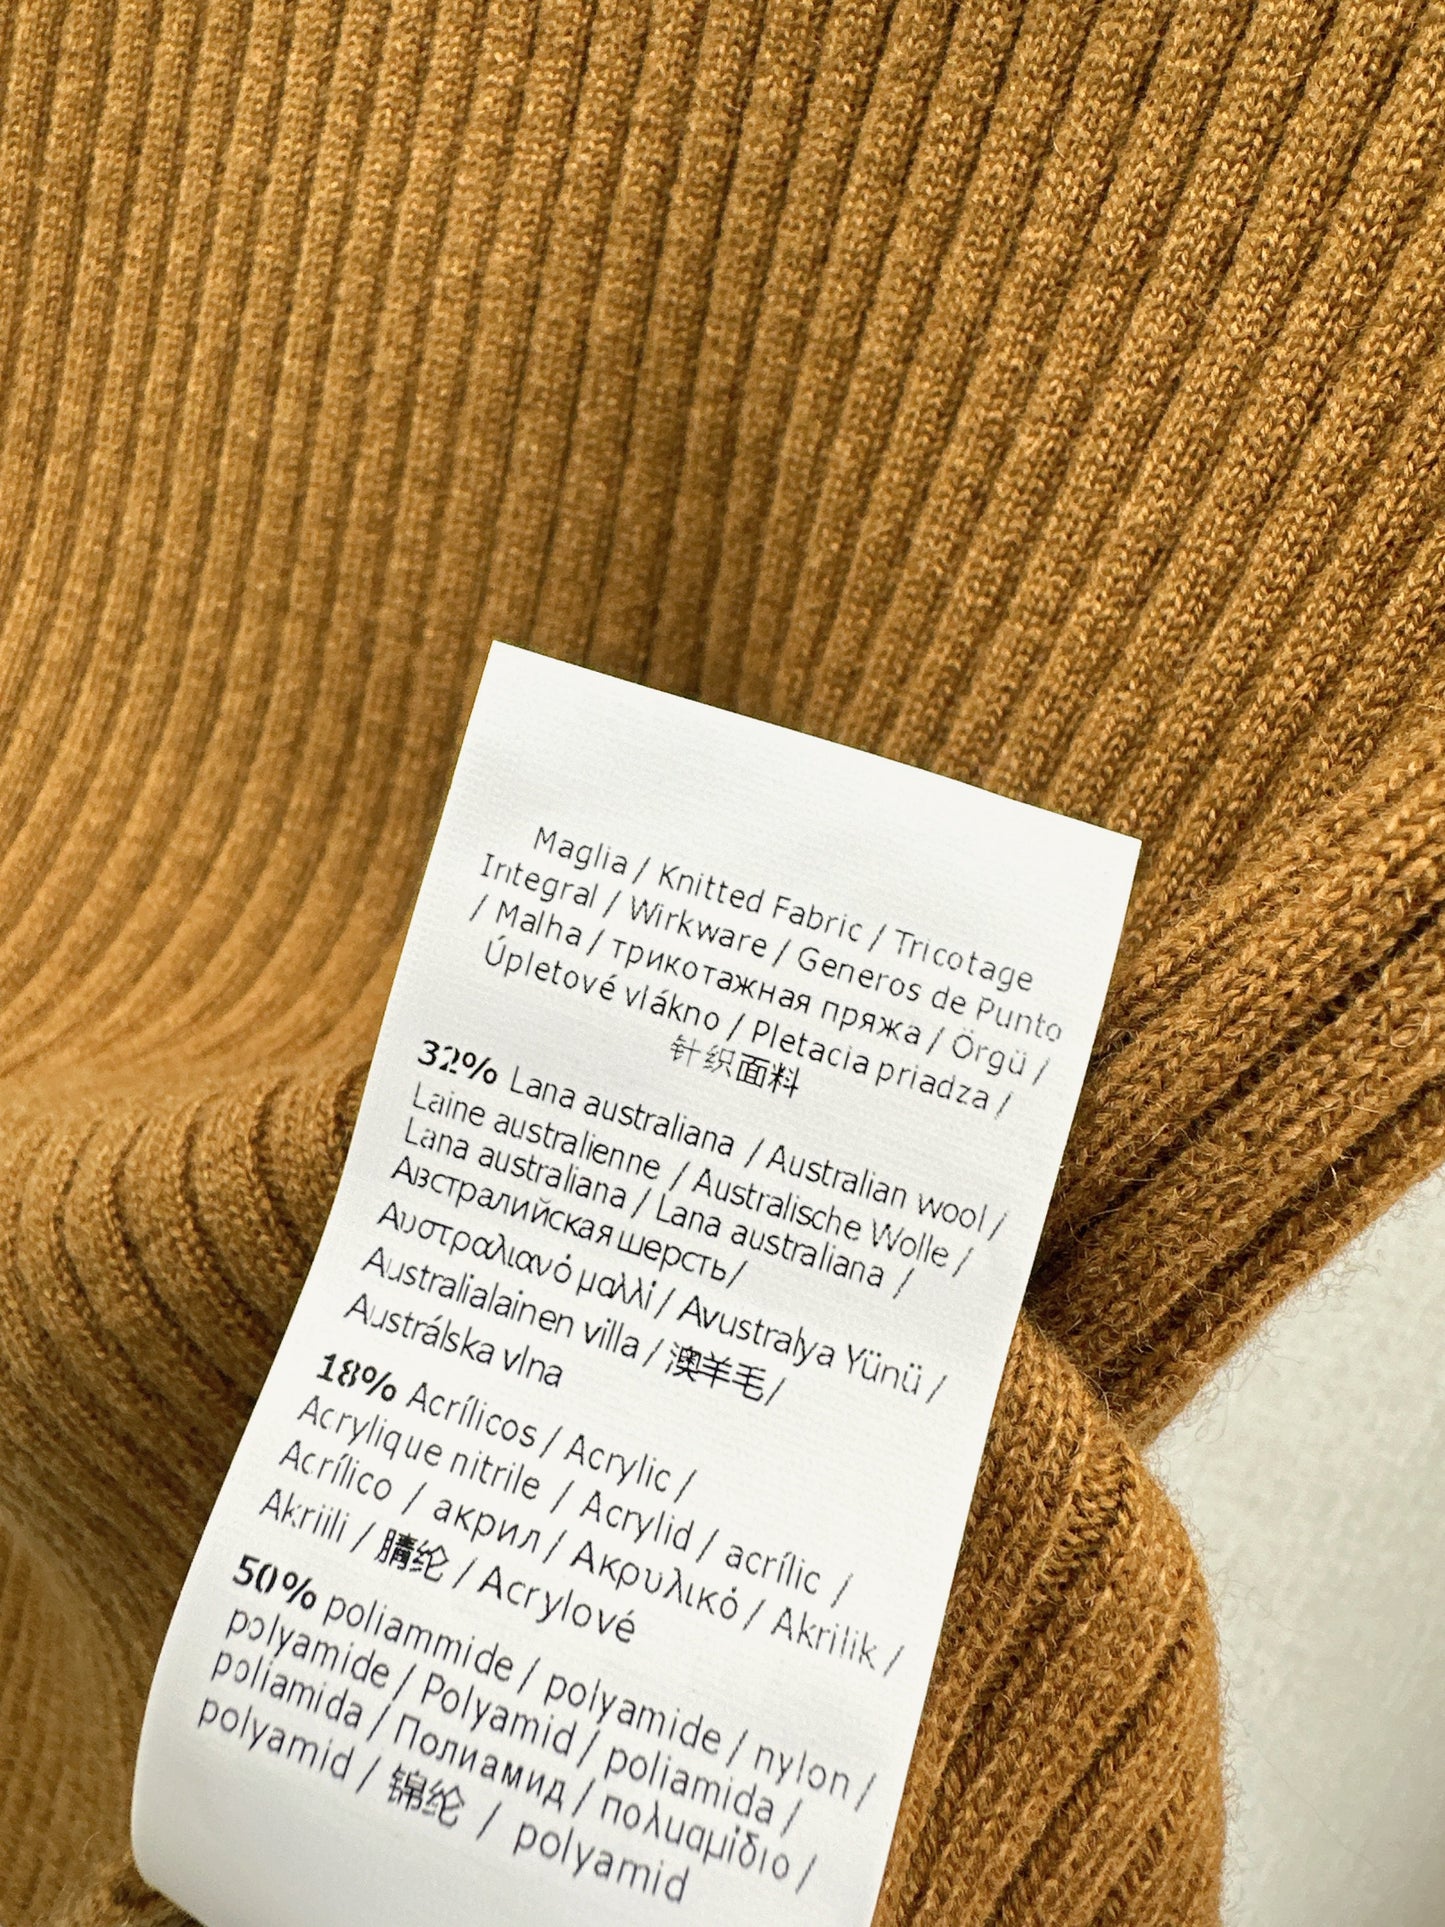 Maglia / Knitted Fabric / Tricotage
Integral / Wirkware / Generos de Punto
/ Malha / трикотажная пряжа / Örgü /
Úpletové vlákno / Pletacia priadza /
针织面料
32% Lana australiana / Australian wool /
Laine australienne / Australische Wolle /
Lana australiana / Lana australiana /
Австралийская шерсть/
Αυστραλιανό μαλλί / Avustralya Yünü /
Australialainen villa / 澳羊毛/
Austrálska vlna
18% Acrílicos / Acrylic /
Acrylique nitrile / Acrylid / acrílic /
Acrílico / акрил / Ακρυλικό / Akrilik /
Akriili / 腈纶 / Acrylové
50% poliammide / polyamide / nylon /
polyamide / Polyamid / poliamida /
poliamida / Полиамид / πολυαμίδιο /
polyamid / 锦纶 / polyamid